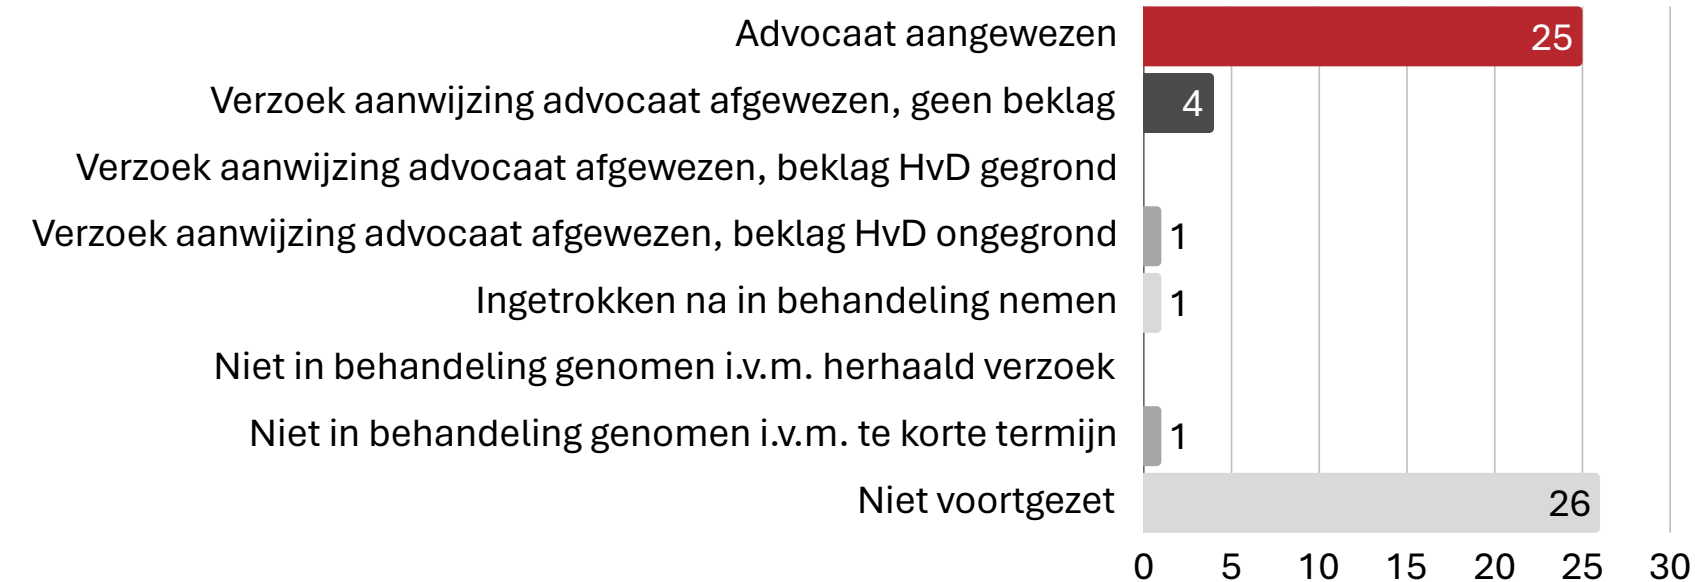 Advocaat aangewezen 25
Verzoek aanwijzing advocaat afgewezen, geen beklag 4
Verzoek aanwijzing advocaat afgewezen, beklag HvD gegrond
Verzoek aanwijzing advocaat afgewezen, beklag HvD ongegrond 1
Ingetrokken na in behandeling nemen 1
Niet in behandeling genomen i.v.m. herhaald verzoek
Niet in behandeling genomen i.v.m. te korte termijn 1
Niet voortgezet 26
0 5 10 15 20 25 30